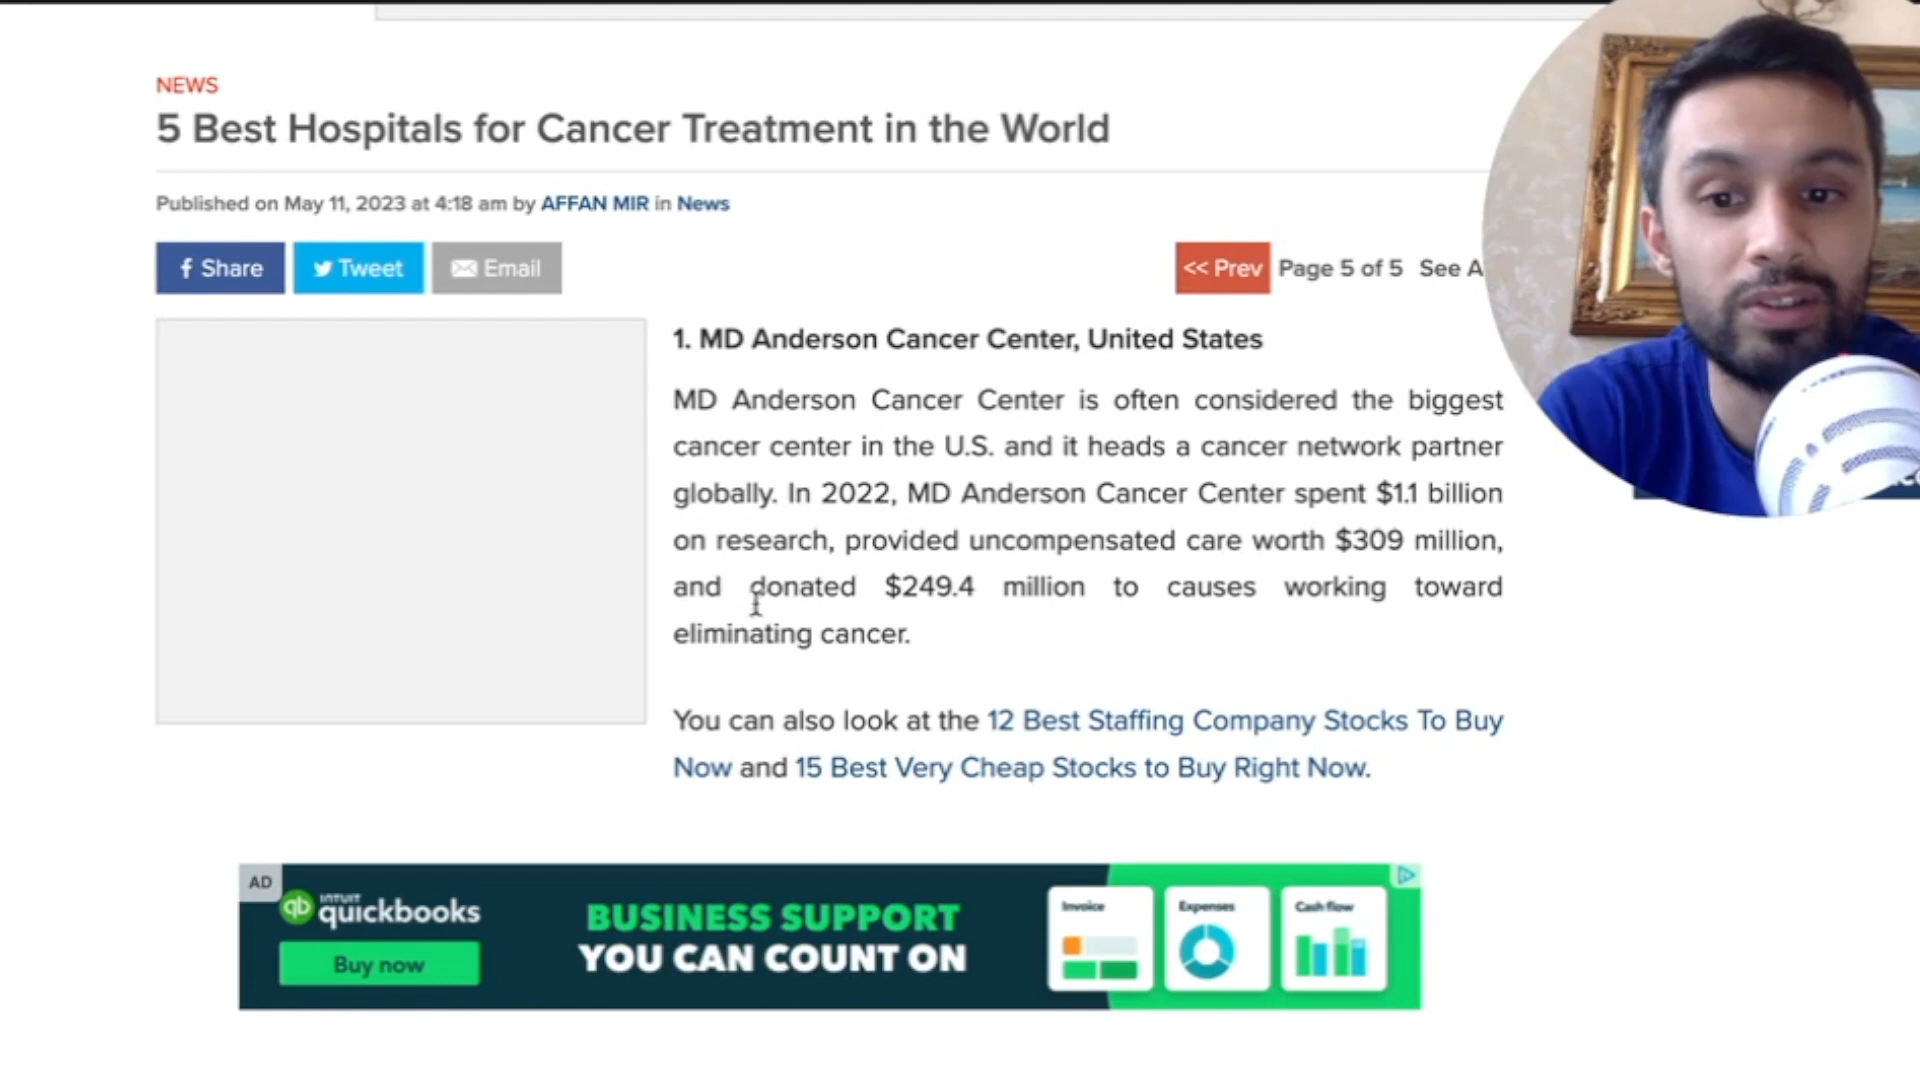 NEWS
5 Best Hospitals for Cancer Treatment in the World
Published on May 11, 2023 at 4:18 am by AFFAN MIR in News
Share
Tweet
Email
<< Prev Page 5 of 5 See A
1. MD Anderson Cancer Center, United States
MD Anderson Cancer Center is often considered the biggest
cancer center in the U.S. and it heads a cancer network partner
globally. In 2022, MD Anderson Cancer Center spent $1.1 billion
on research, provided uncompensated care worth $309 million,
and donated $249.4 million to causes working toward
eliminating cancer.
You can also look at the 12 Best Staffing Company Stocks To Buy
Now and 15 Best Very Cheap Stocks to Buy Right Now.
AD
qb INTUIT
quickbooks
Buy now
BUSINESS SUPPORT
YOU CAN COUNT ON
Invoice
Expenses
Cash flow